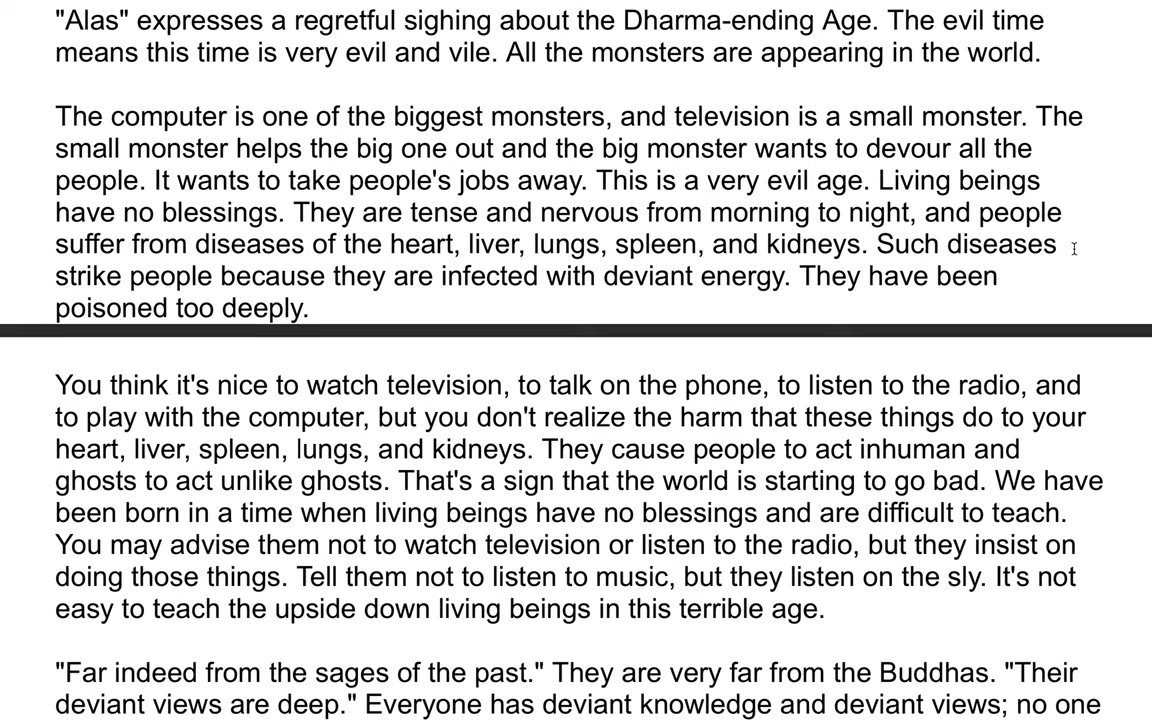 "Alas" expresses a regretful sighing about the Dharma-ending Age. The evil time
means this time is very evil and vile. All the monsters are appearing in the world.
The computer is one of the biggest monsters, and television is a small monster. The
small monster helps the big one out and the big monster wants to devour all the
people. It wants to take people's jobs away. This is a very evil age. Living beings
have no blessings. They are tense and nervous from morning to night, and people
suffer from diseases of the heart, liver, lungs, spleen, and kidneys. Such diseases
strike people because they are infected with deviant energy. They have been
poisoned too deeply.
You think it's nice to watch television, to talk on the phone, to listen to the radio, and
to play with the computer, but you don't realize the harm that these things do to your
heart, liver, spleen, lungs, and kidneys. They cause people to act inhuman and
ghosts to act unlike ghosts. That's a sign that the world is starting to go bad. We have
been born in a time when living beings have no blessings and are difficult to teach.
You may advise them not to watch television or listen to the radio, but they insist on
doing those things. Tell them not to listen to music, but they listen on the sly. It's not
easy to teach the upside down living beings in this terrible age.
"Far indeed from the sages of the past." They are very far from the Buddhas. "Their
deviant views are deep." Everyone has deviant knowledge and deviant views; no one